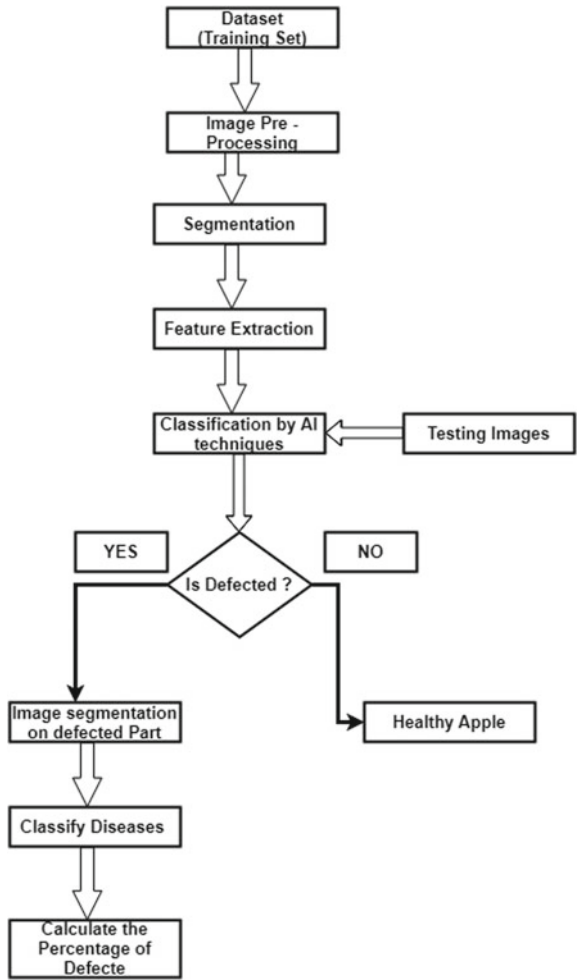 Dataset
(Training Set)
Image Pre -
Processing
Segmentation
Feature Extraction
Classification by AI
techniques
Testing Images
YES
NO
Is Defected ?
Image segmentation
on defected Part
Healthy Apple
Classify Diseases
Calculate the
Percentage of
Defecte